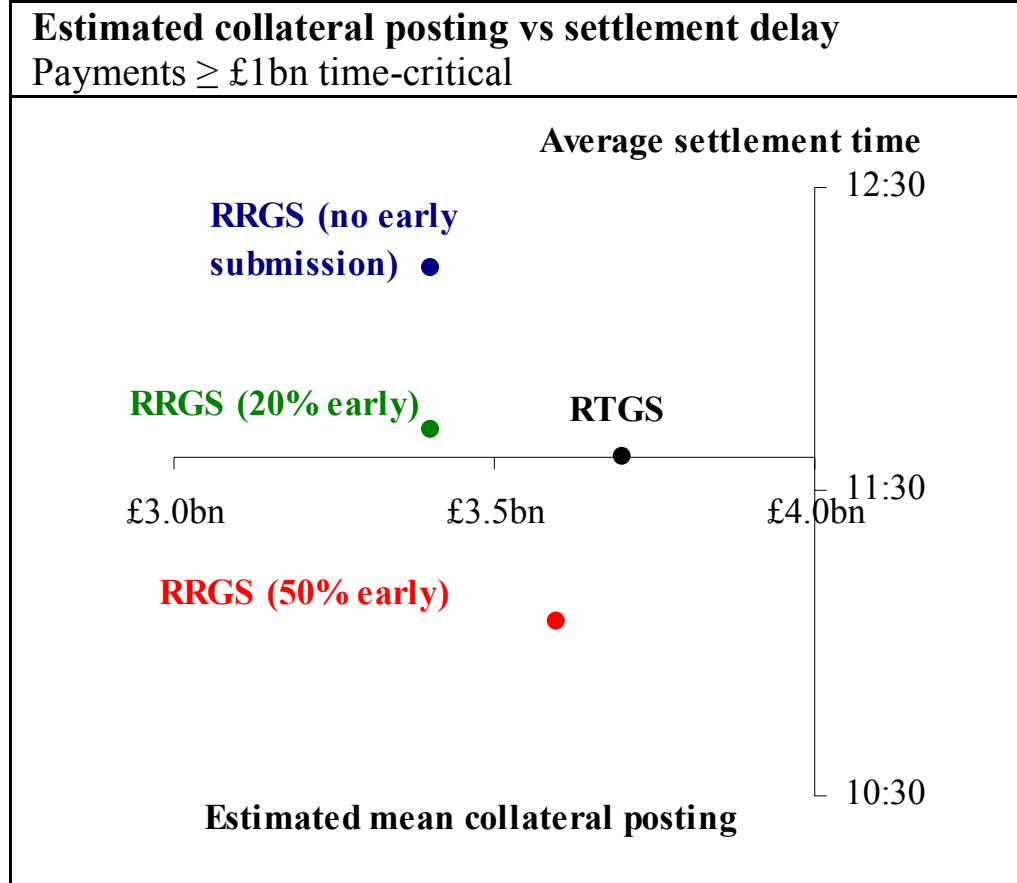 Estimated collateral posting vs settlement delay
Payments ≥ £1bn time-critical
Average settlement time
12:30
RRGS (no early
submission)
RRGS (20% early)
RTGS
11:30
£3.0bn
£3.5bn
£4.0bn
RRGS (50% early)
10:30
Estimated mean collateral posting